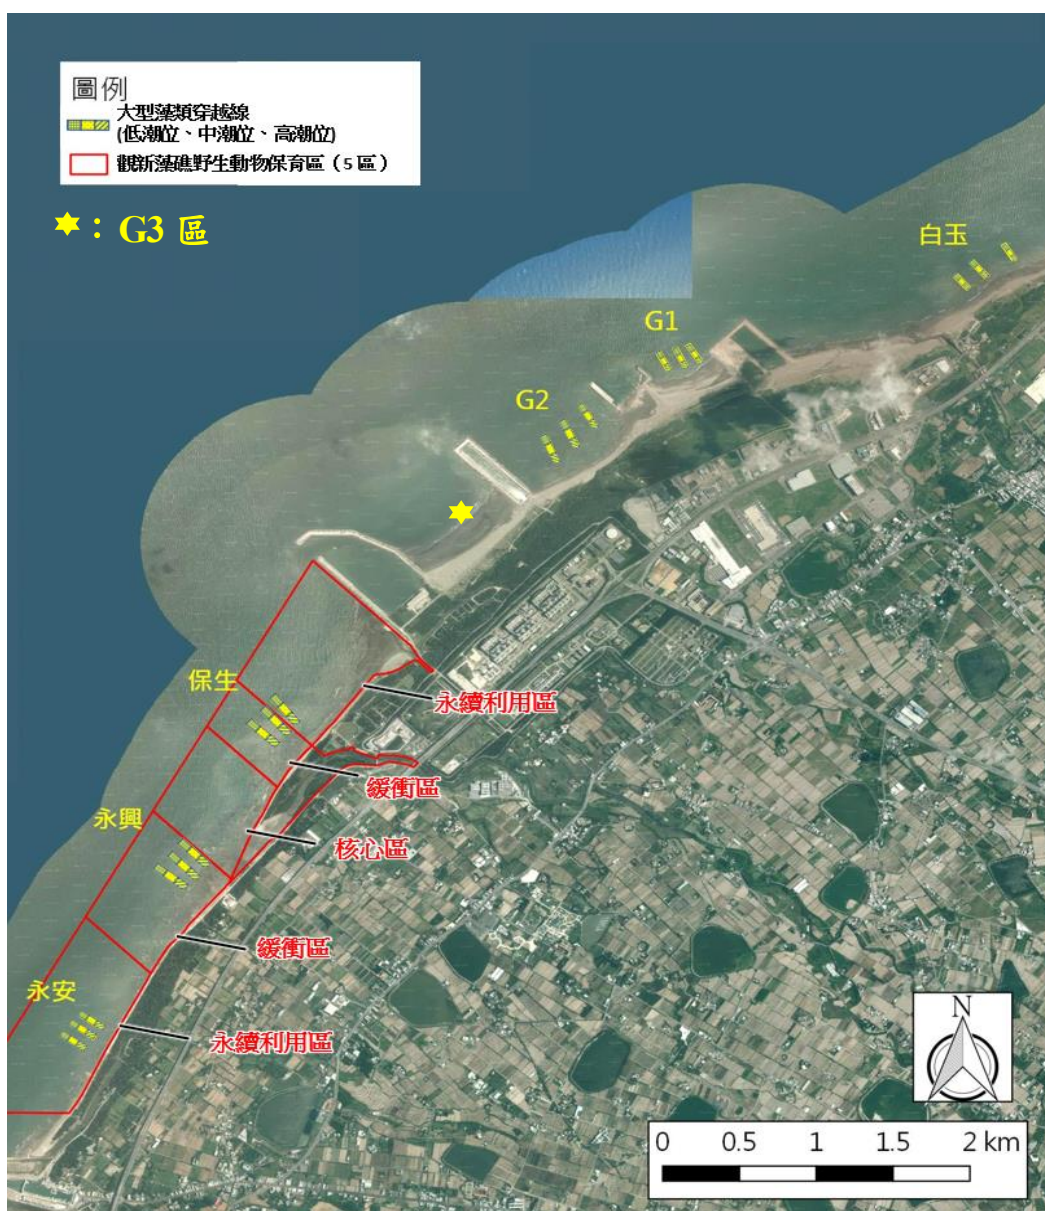 圖例
大型藻類穿越線
(低潮位、中潮位、高潮位)
觀新藻礁野生動物保育區（5 區）
：G3 區
白玉
G1
G2
保生
永續利用區
緩衝區
永興
核心區
緩衝區
永安
永續利用區
N
0 0.5 1 1.5 2 km